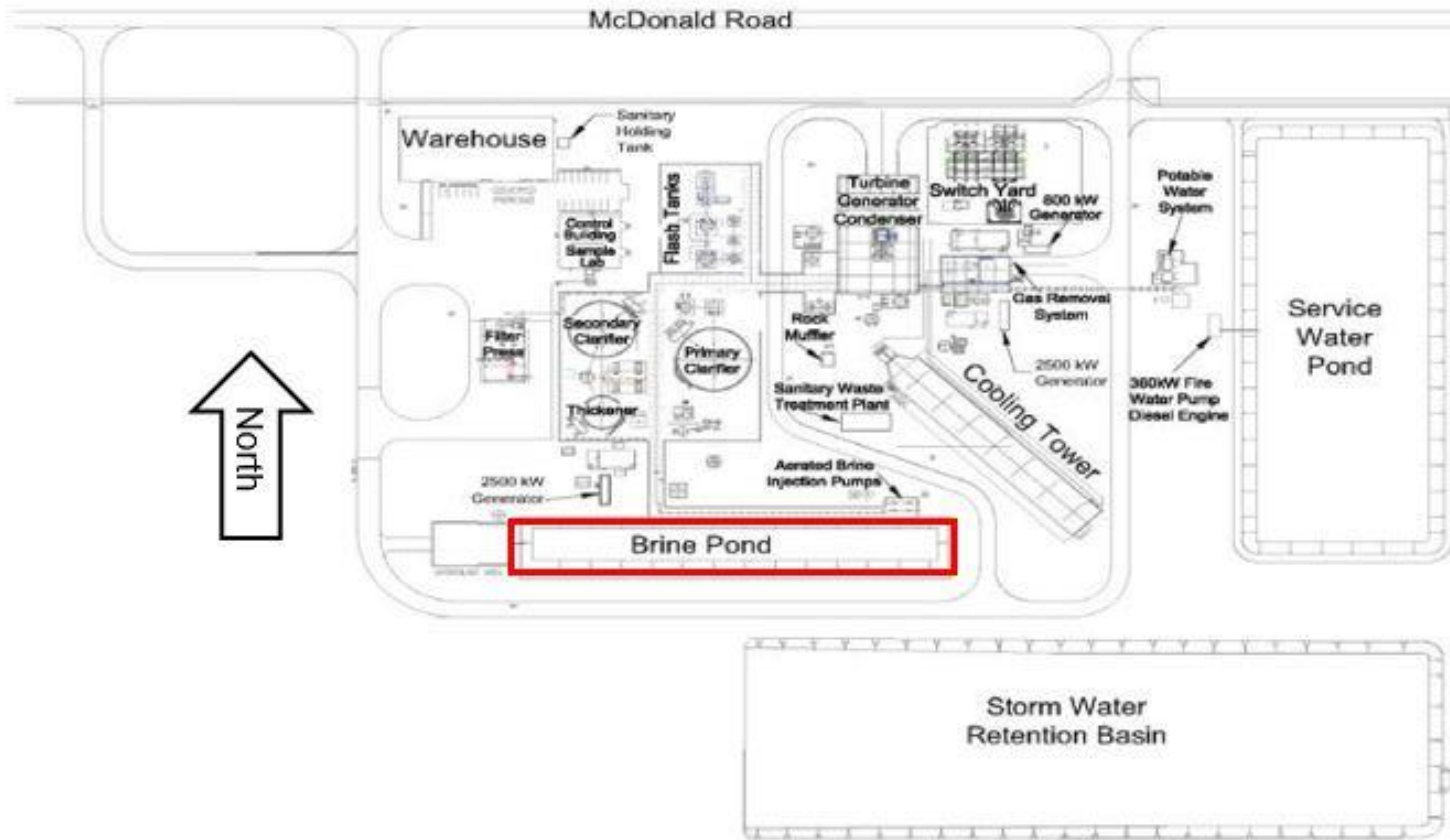 McDonald Road
Warehouse
Sanitary
Holding
Tank
Control
Building
Sample
Lab
Flash Tanks
Turbine
Generator
Condenser
Switch Yard
800 kW
Generator
Potable
Water
System
Gas Removal
System
Service
Water
Pond
Filter
Press
Secondary
Clarifier
Primary
Clarifier
Rock
Muffler
2500 kW
Generator
360kW Fire
Water Pump
Diesel Engine
Cooling Tower
Thickener
Sanitary Waste
Treatment Plant
North
2500 kW
Generator
Aerated Brine
Injection Pumps
Brine Pond
Storm Water
Retention Basin